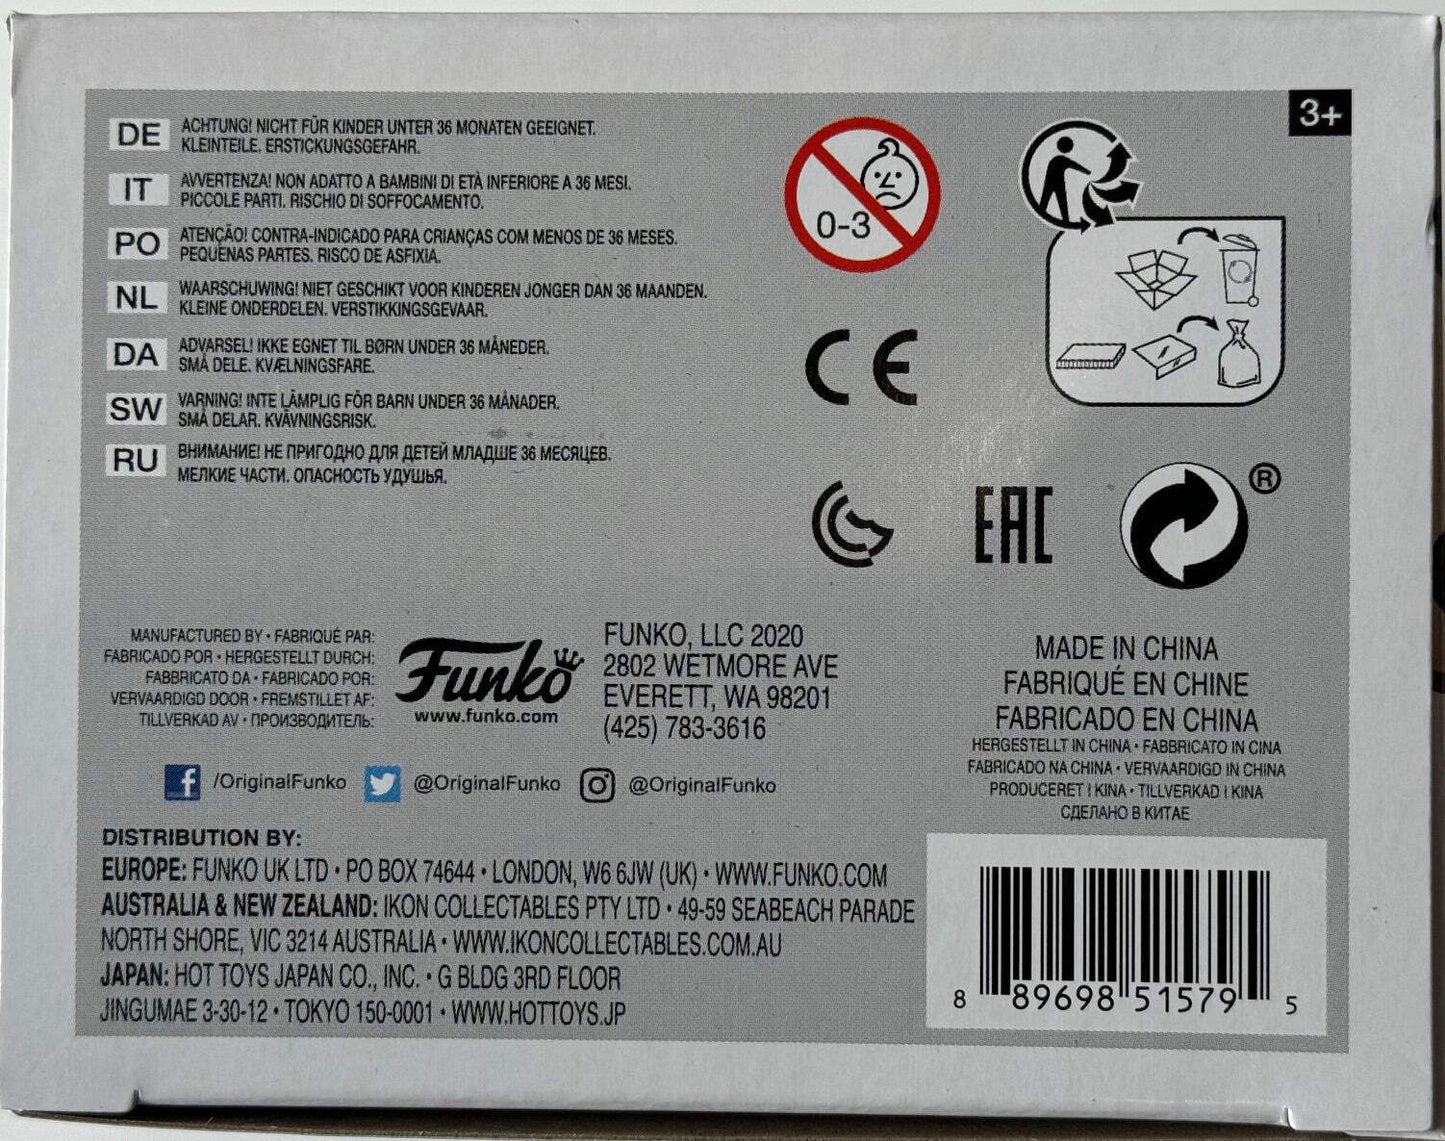 3+
DE
ACHTUNG! NICHT FÜR KINDER UNTER 36 MONATEN GEEIGNET.
KLEINTEILE. ERSTICKUNGSGEFAHR.
IT
AVVERTENZA! NON ADATTO A BAMBINI DI ETÀ INFERIORE A 36 MESI.
PICCOLE PARTI. RISCHIO DI SOFFOCAMENTO.
PO
ATENÇÃO! CONTRA-INDICADO PARA CRIANÇAS COM MENOS DE 36 MESES.
PEQUENAS PARTES. RISCO DE ASFIXIA.
NL
WAARSCHUWING! NIET GESCHIKT VOOR KINDEREN JONGER DAN 36 MAANDEN.
KLEINE ONDERDELEN. VERSTIKKINGSGEVAAR.
DA
ADVARSEL! IKKE EGNET TIL BØRN UNDER 36 MÅNEDER.
SMÅ DELE. KVÆLNINGSFARE.
SW
VARNING! INTE LÄMPLIG FÖR BARN UNDER 36 MÅNADER.
SMÅ DELAR. KVÄVNINGSRISK.
RU
ВНИМАНИЕ! НЕ ПРИГОДНО ДЛЯ ДЕТЕЙ МЛАДШЕ 36 МЕСЯЦЕВ.
МЕЛКИЕ ЧАСТИ. ОПАСНОСТЬ УДУШЬЯ.
0-3
CE
EAC
®
MANUFACTURED BY • FABRIQUÉ PAR:
FABRICADO POR • HERGESTELLT DURCH:
FABBRICATO DA • FABRICADO POR:
VERVAARDIGD DOOR • FREMSTILLET AF:
TILLVERKAD AV • ПРОИЗВОДИТЕЛЬ:
Funko
www.funko.com
FUNKO, LLC 2020
2802 WETMORE AVE
EVERETT, WA 98201
(425) 783-3616
MADE IN CHINA
FABRIQUÉ EN CHINE
FABRICADO EN CHINA
HERGESTELLT IN CHINA • FABBRICATO IN CINA
FABRICADO NA CHINA • VERVAARDIGD IN CHINA
PRODUCERET I KINA • TILLVERKAD I KINA
СДЕЛАНО В КИТАЕ
f /OriginalFunko @OriginalFunko @OriginalFunko
DISTRIBUTION BY:
EUROPE: FUNKO UK LTD • PO BOX 74644 • LONDON, W6 6JW (UK) • WWW.FUNKO.COM
AUSTRALIA & NEW ZEALAND: IKON COLLECTABLES PTY LTD • 49-59 SEABEACH PARADE
NORTH SHORE, VIC 3214 AUSTRALIA • WWW.IKONCOLLECTABLES.COM.AU
JAPAN: HOT TOYS JAPAN CO., INC. • G BLDG 3RD FLOOR
JINGUMAE 3-30-12 • TOKYO 150-0001 • WWW.HOTTOYS.JP
8 89698 51579 5